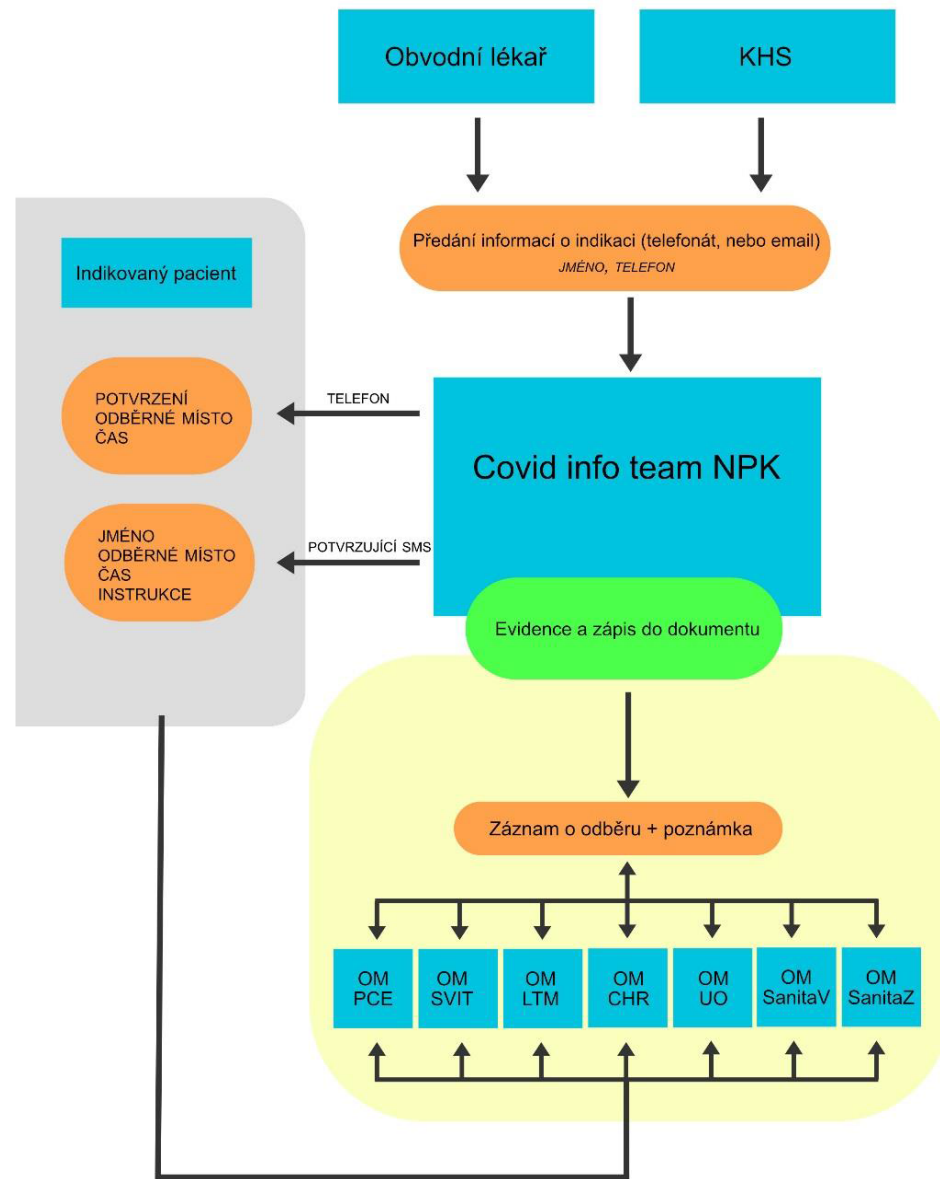 Obvodní lékař
KHS
Předání informací o indikaci (telefonát, nebo email)
JMÉNO, TELEFON
Indikovaný pacient
POTVRZENÍ
ODBĚRNÉ MÍSTO
ČAS
TELEFON
Covid info team NPK
JMÉNO
ODBĚRNÉ MÍSTO
ČAS
INSTRUKCE
POTVRZUJÍCÍ SMS
Evidence a zápis do dokumentu
Záznam o odběru + poznámka
OM
PCE
OM
SVIT
OM
LTM
OM
CHR
OM
UO
OM
SanitaV
OM
SanitaZ